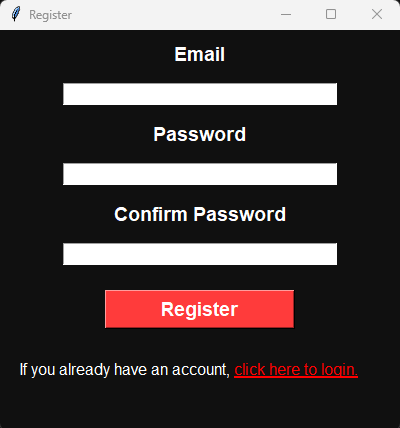 Register
Email
Password
Confirm Password
Register
If you already have an account, click here to login.